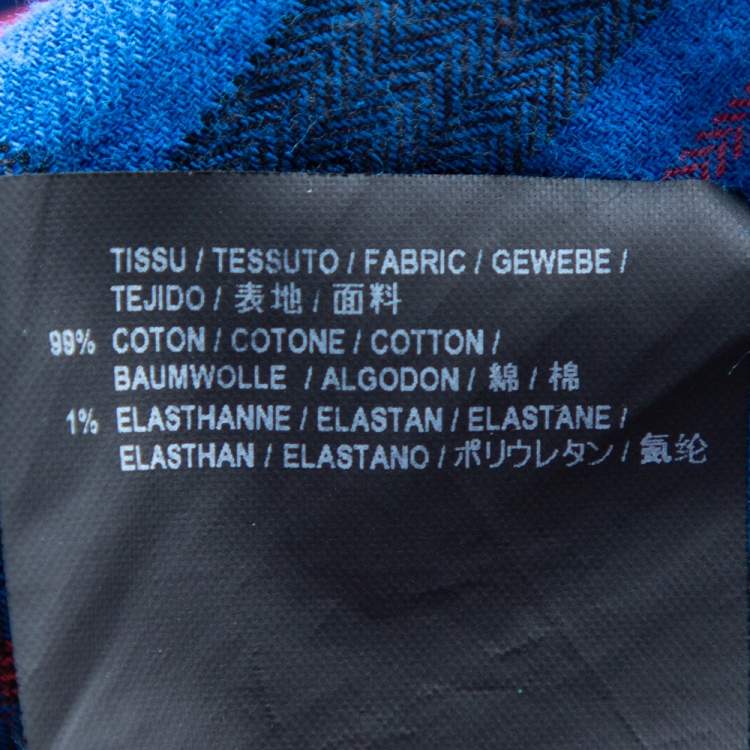 TISSU / TESSUTO / FABRIC / GEWEBE /
TEJIDO / 表地 / 面料
99% COTON / COTONE / COTTON /
BAUMWOLLE / ALGODON / 綿 / 棉
1% ELASTHANNE / ELASTAN / ELASTANE /
ELASTHAN / ELASTANO / ポリウレタン / 氨纶